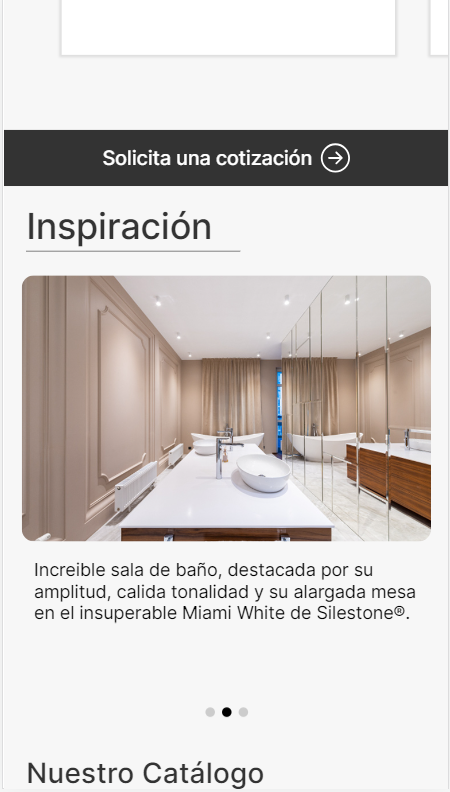 Solicita una cotización
Inspiración
Increible sala de baño, destacada por su
amplitud, calida tonalidad y su alargada mesa
en el insuperable Miami White de Silestone®.
Nuestro Catálogo